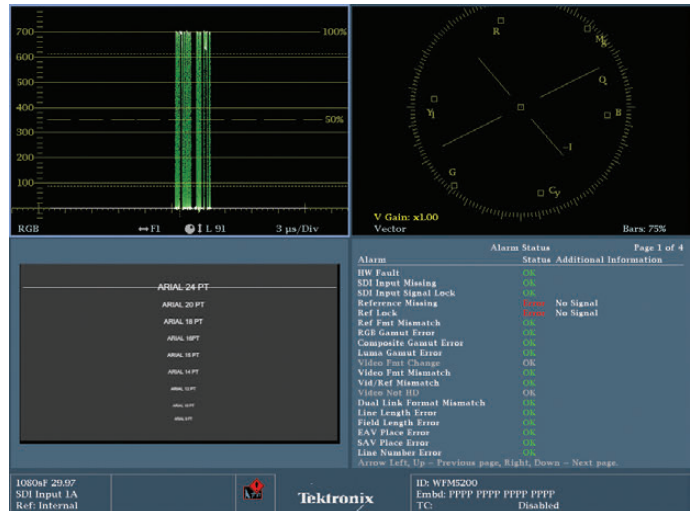 700
600
500
400
300
200
100
100%
50%
RGB F1 L 91 3 µs/Div
R
Mg
Q
B
Yl
-I
G
Cy
V Gain: x1.00
Vector Bars: 75%
ARIAL 24 PT
ARIAL 20 PT
ARIAL 18 PT
ARIAL 16PT
ARIAL 15 PT
ARIAL 14 PT
ARIAL 12 PT
Alarm Status Page 1 of 4
Alarm Status Additional Information
HW Fault OK
SDI Input Missing OK
SDI Input Signal Lock OK
Reference Missing Error No Signal
Ref Lock Error No Signal
Ref Fmt Mismatch OK
RGB Gamut Error OK
Composite Gamut Error OK
Luma Gamut Error OK
Video Fmt Change OK
Video Fmt Mismatch OK
Vid/Ref Mismatch OK
Video Not HD OK
Dual Link Format Mismatch OK
Line Length Error OK
Field Length Error OK
EAV Place Error OK
SAV Place Error OK
Line Number Error OK
Arrow Left, Up - Previous page, Right, Down - Next page.
1080sF 29.97
SDI Input 1A
Ref: Internal
Tektronix
ID: WFM5200
Embd: PPPP PPPP PPPP PPPP
TC: Disabled